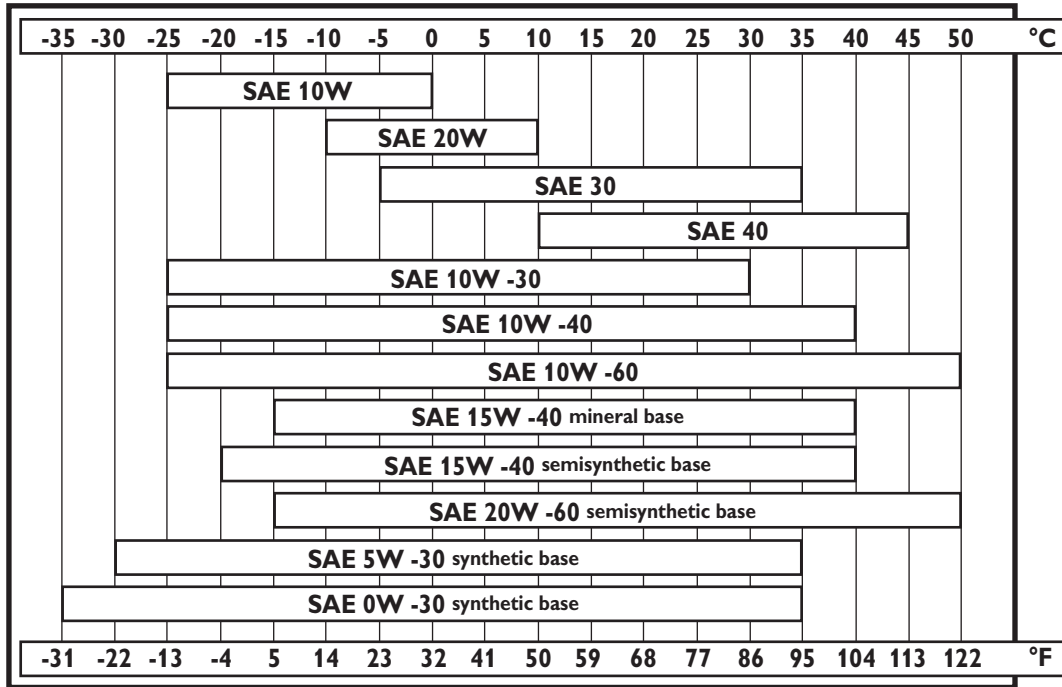 -35 -30 -25 -20 -15 -10 -5 0 5 10 15 20 25 30 35 40 45 50 °C
SAE 10W
SAE 20W
SAE 30
SAE 40
SAE 10W -30
SAE 10W -40
SAE 10W -60
SAE 15W -40 mineral base
SAE 15W -40 semisynthetic base
SAE 20W -60 semisynthetic base
SAE 5W -30 synthetic base
SAE 0W -30 synthetic base
-31 -22 -13 -4 5 14 23 32 41 50 59 68 77 86 95 104 113 122 °F